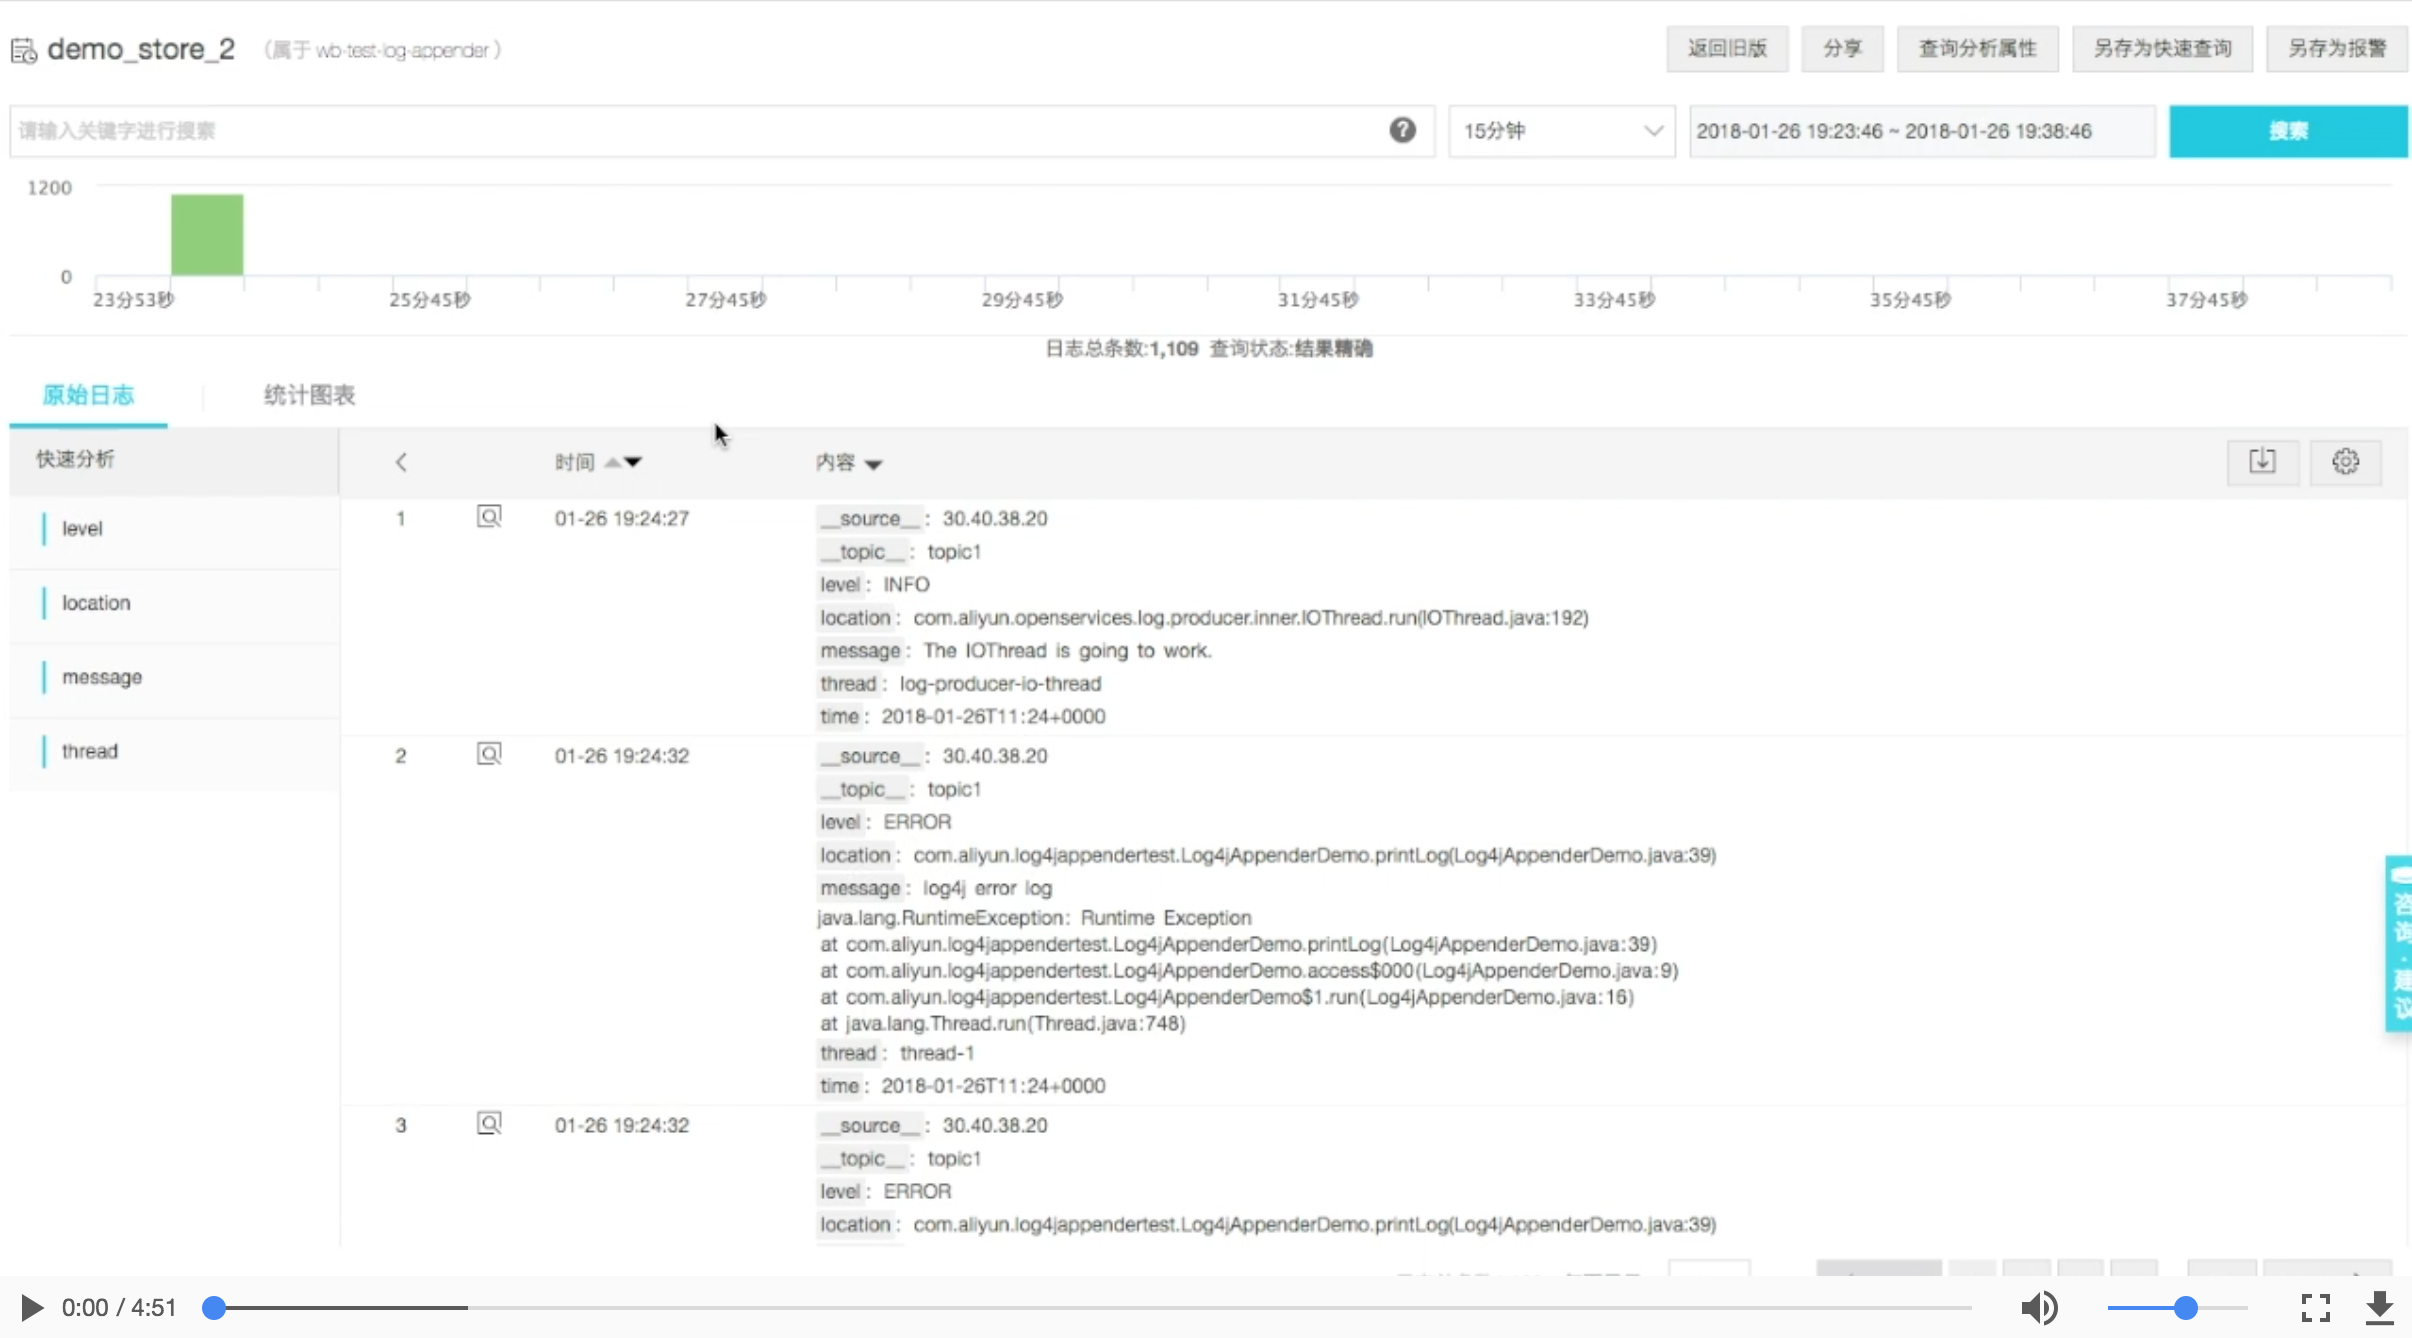 demo_store_2 （属于 wb-test-log-appender ）
返回旧版 分享 查询分析属性 另存为快速查询 另存为报警
请输入关键字进行搜索 ? 15分钟 2018-01-26 19:23:46 ~ 2018-01-26 19:38:46 搜索
1200
0
23分53秒 25分45秒 27分45秒 29分45秒 31分45秒 33分45秒 35分45秒 37分45秒
日志总条数:1,109 查询状态:结果精确
原始日志 统计图表
快速分析 时间 内容
level
location
message
thread
1 01-26 19:24:27 __source__ : 30.40.38.20
__topic__ : topic1
level : INFO
location : com.aliyun.openservices.log.producer.inner.IOThread.run(IOThread.java:192)
message : The IOThread is going to work.
thread : log-producer-io-thread
time : 2018-01-26T11:24+0000
2 01-26 19:24:32 __source__ : 30.40.38.20
__topic__ : topic1
level : ERROR
location : com.aliyun.log4jappendertest.Log4jAppenderDemo.printLog(Log4jAppenderDemo.java:39)
message : log4j error log
java.lang.RuntimeException: Runtime Exception
at com.aliyun.log4jappendertest.Log4jAppenderDemo.printLog(Log4jAppenderDemo.java:39)
at com.aliyun.log4jappendertest.Log4jAppenderDemo.access$000(Log4jAppenderDemo.java:9)
at com.aliyun.log4jappendertest.Log4jAppenderDemo$1.run(Log4jAppenderDemo.java:16)
at java.lang.Thread.run(Thread.java:748)
thread : thread-1
time : 2018-01-26T11:24+0000
3 01-26 19:24:32 __source__ : 30.40.38.20
__topic__ : topic1
level : ERROR
location : com.aliyun.log4jappendertest.Log4jAppenderDemo.printLog(Log4jAppenderDemo.java:39)
咨询·建议
0:00 / 4:51